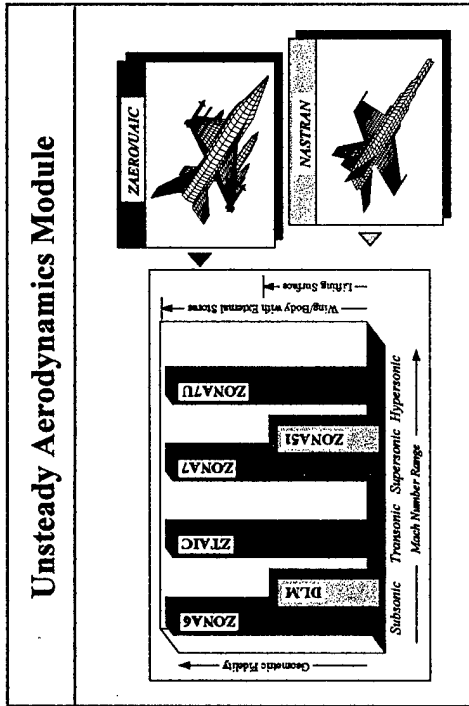 Unsteady Aerodynamics Module
ZAERO/UAIC
NASTRAN
Geometric Fidelity
Wing/Body with External Stores
Lifting Surface
ZONA6
DLM
ZTAIC
ZONA7
ZONA51
ZONA7U
Subsonic Transonic Supersonic Hypersonic
Mach Number Range